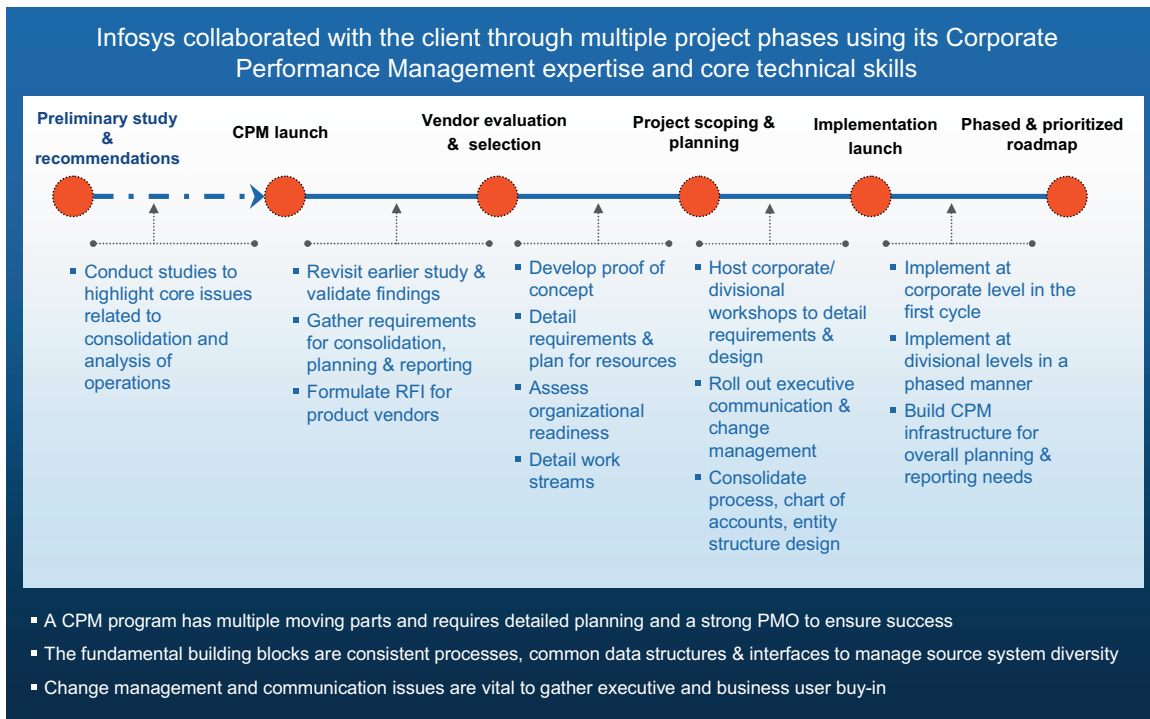 Infosys collaborated with the client through multiple project phases using its Corporate
Performance Management expertise and core technical skills
Preliminary study
&
recommendations
CPM launch
Vendor evaluation
& selection
Project scoping &
planning
Implementation
launch
Phased & prioritized
roadmap
▪ Conduct studies to
highlight core issues
related to
consolidation and
analysis of
operations
▪ Revisit earlier study &
validate findings
▪ Gather requirements
for consolidation,
planning & reporting
▪ Formulate RFI for
product vendors
▪ Develop proof of
concept
▪ Detail
requirements &
plan for resources
▪ Assess
organizational
readiness
▪ Detail work
streams
▪ Host corporate/
divisional
workshops to detail
requirements &
design
▪ Roll out executive
communication &
change
management
▪ Consolidate
process, chart of
accounts, entity
structure design
▪ Implement at
corporate level in the
first cycle
▪ Implement at
divisional levels in a
phased manner
▪ Build CPM
infrastructure for
overall planning &
reporting needs
▪ A CPM program has multiple moving parts and requires detailed planning and a strong PMO to ensure success
▪ The fundamental building blocks are consistent processes, common data structures & interfaces to manage source system diversity
▪ Change management and communication issues are vital to gather executive and business user buy-in